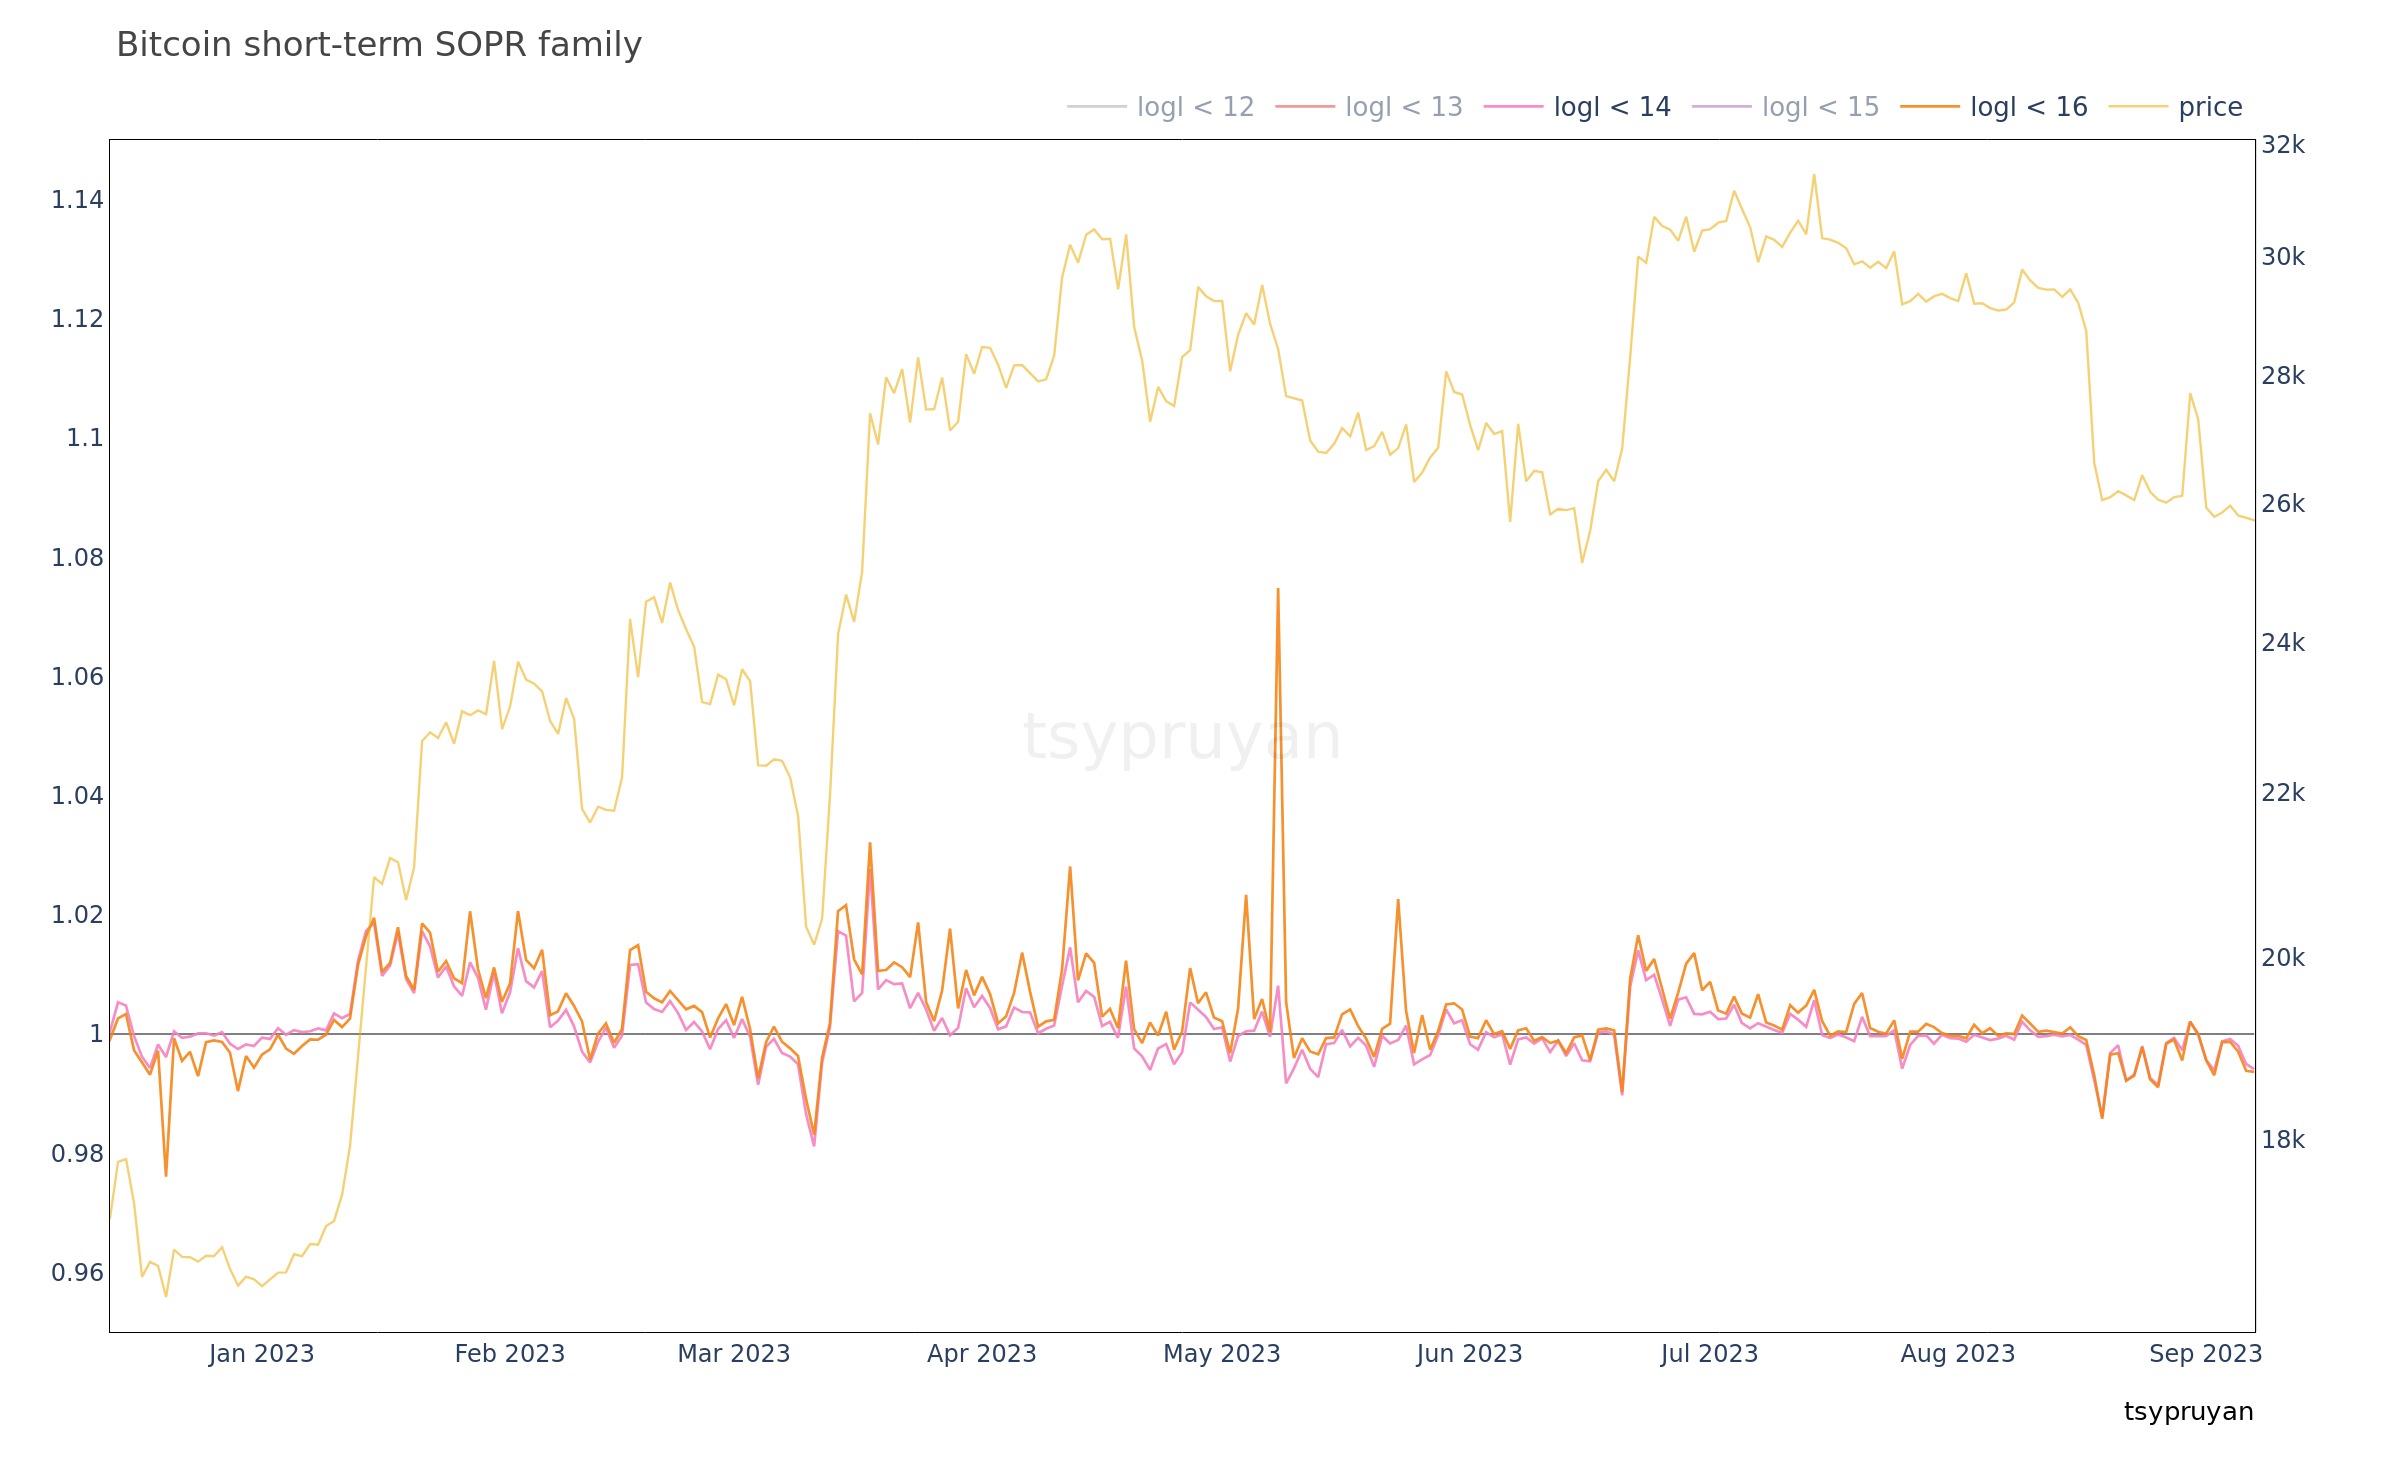 Bitcoin short-term SOPR family
logl < 12 logl < 13 logl < 14 logl < 15 logl < 16 price
32k
1.14
30k
1.12
28k
1.1
26k
1.08
24k
1.06
tsypruyan
22k
1.04
1.02
20k
1
18k
0.98
0.96
Jan 2023 Feb 2023 Mar 2023 Apr 2023 May 2023 Jun 2023 Jul 2023 Aug 2023 Sep 2023
tsypruyan